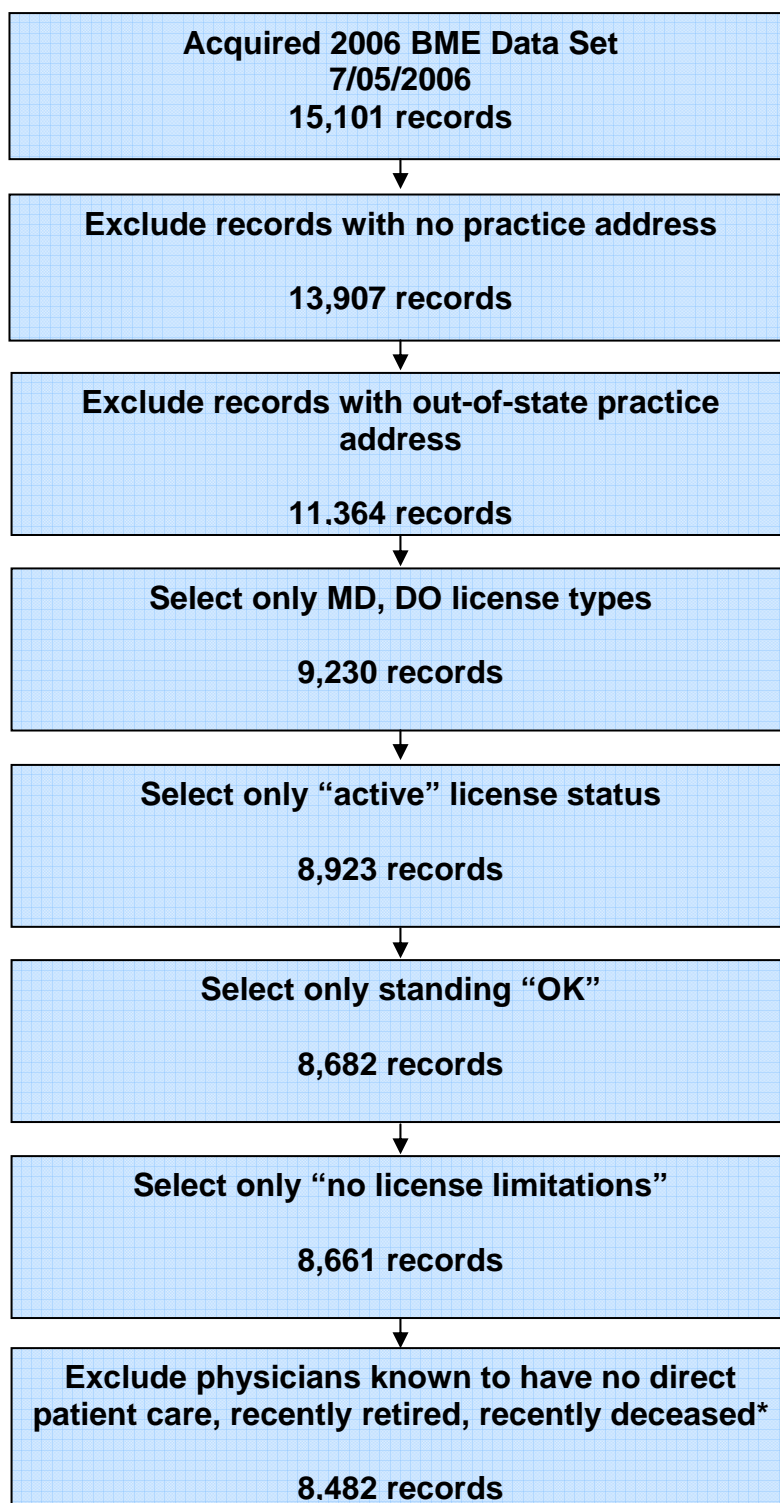 Acquired 2006 BME Data Set
7/05/2006
15,101 records
Exclude records with no practice address
13,907 records
Exclude records with out-of-state practice
address
11,364 records
Select only MD, DO license types
9,230 records
Select only “active” license status
8,923 records
Select only standing “OK”
8,682 records
Select only “no license limitations”
8,661 records
Exclude physicians known to have no direct
patient care, recently retired, recently deceased*
8,482 records